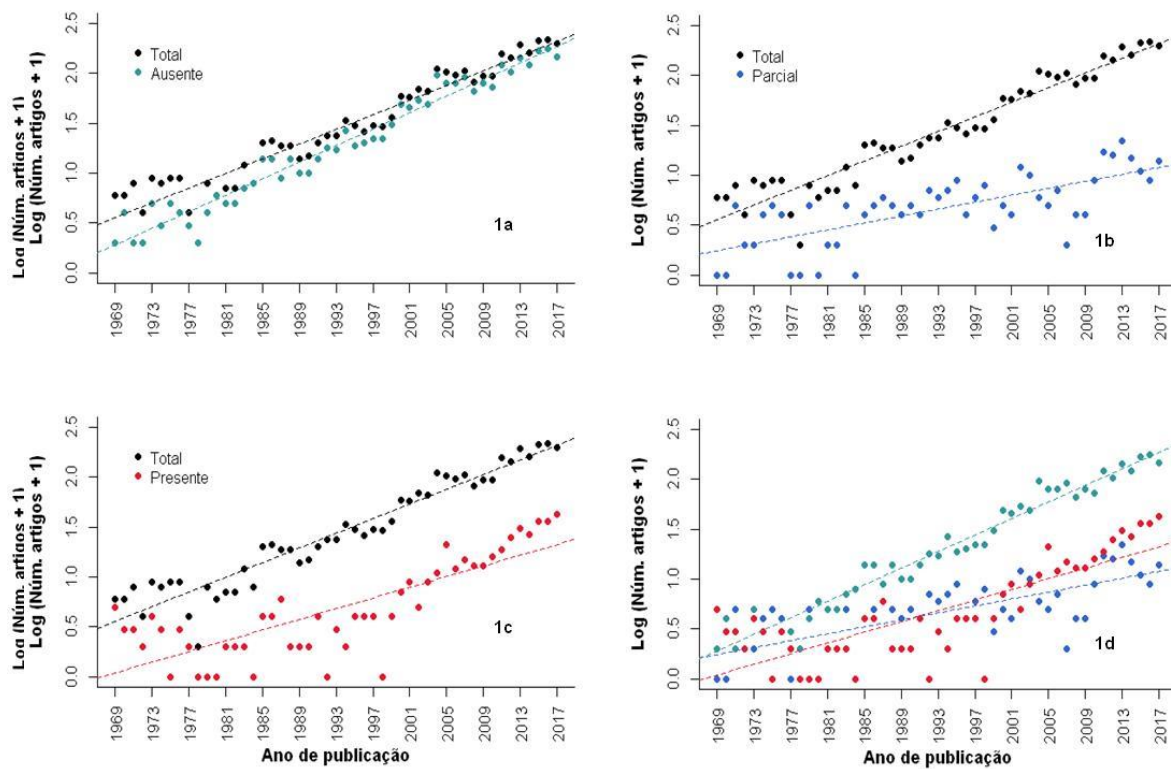 Log (Núm. artigos + 1)
Log (Núm. artigos + 1)
2.5
2.0
1.5
1.0
0.5
0.0
Total
Ausente
1a
1969 1973 1977 1981 1985 1989 1993 1997 2001 2005 2009 2013 2017
Log (Núm. artigos + 1)
2.5
2.0
1.5
1.0
0.5
0.0
Total
Parcial
1b
1969 1973 1977 1981 1985 1989 1993 1997 2001 2005 2009 2013 2017
Log (Núm. artigos + 1)
Log (Núm. artigos + 1)
2.5
2.0
1.5
1.0
0.5
0.0
Total
Presente
1c
1969 1973 1977 1981 1985 1989 1993 1997 2001 2005 2009 2013 2017
Ano de publicação
Log (Núm. artigos + 1)
2.5
2.0
1.5
1.0
0.5
0.0
1d
1969 1973 1977 1981 1985 1989 1993 1997 2001 2005 2009 2013 2017
Ano de publicação